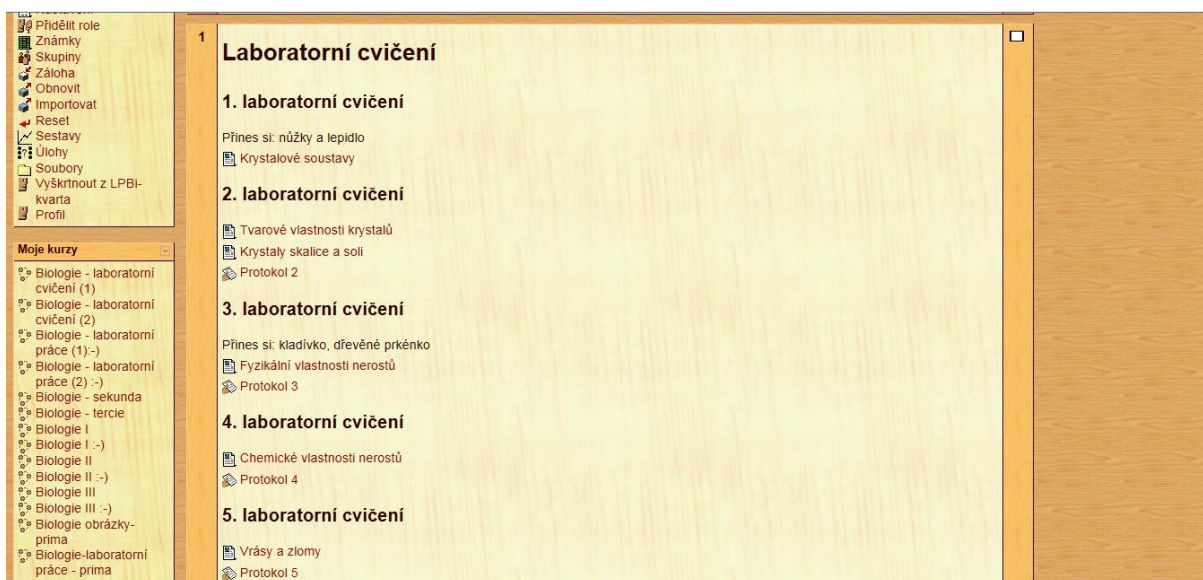 Přidělit role
Známky
Skupiny
Záloha
Obnovit
Importovat
Reset
Sestavy
Úlohy
Soubory
Vyškrtnout z LPBi-
kvarta
Profil
Moje kurzy
Biologie - laboratorní
cvičení (1)
Biologie - laboratorní
cvičení (2)
Biologie - laboratorní
práce (1):-)
Biologie - laboratorní
práce (2) :-)
Biologie - sekunda
Biologie - tercie
Biologie I
Biologie I :-)
Biologie II
Biologie II :-)
Biologie III
Biologie III :-)
Biologie obrázky-
prima
Biologie-laboratorní
práce - prima
1
Laboratorní cvičení
1. laboratorní cvičení
Přines si: nůžky a lepidlo
Krystalové soustavy
2. laboratorní cvičení
Tvarové vlastnosti krystalů
Krystaly skalice a soli
Protokol 2
3. laboratorní cvičení
Přines si: kladívko, dřevěné prkénko
Fyzikální vlastnosti nerostů
Protokol 3
4. laboratorní cvičení
Chemické vlastnosti nerostů
Protokol 4
5. laboratorní cvičení
Vrásy a zlomy
Protokol 5